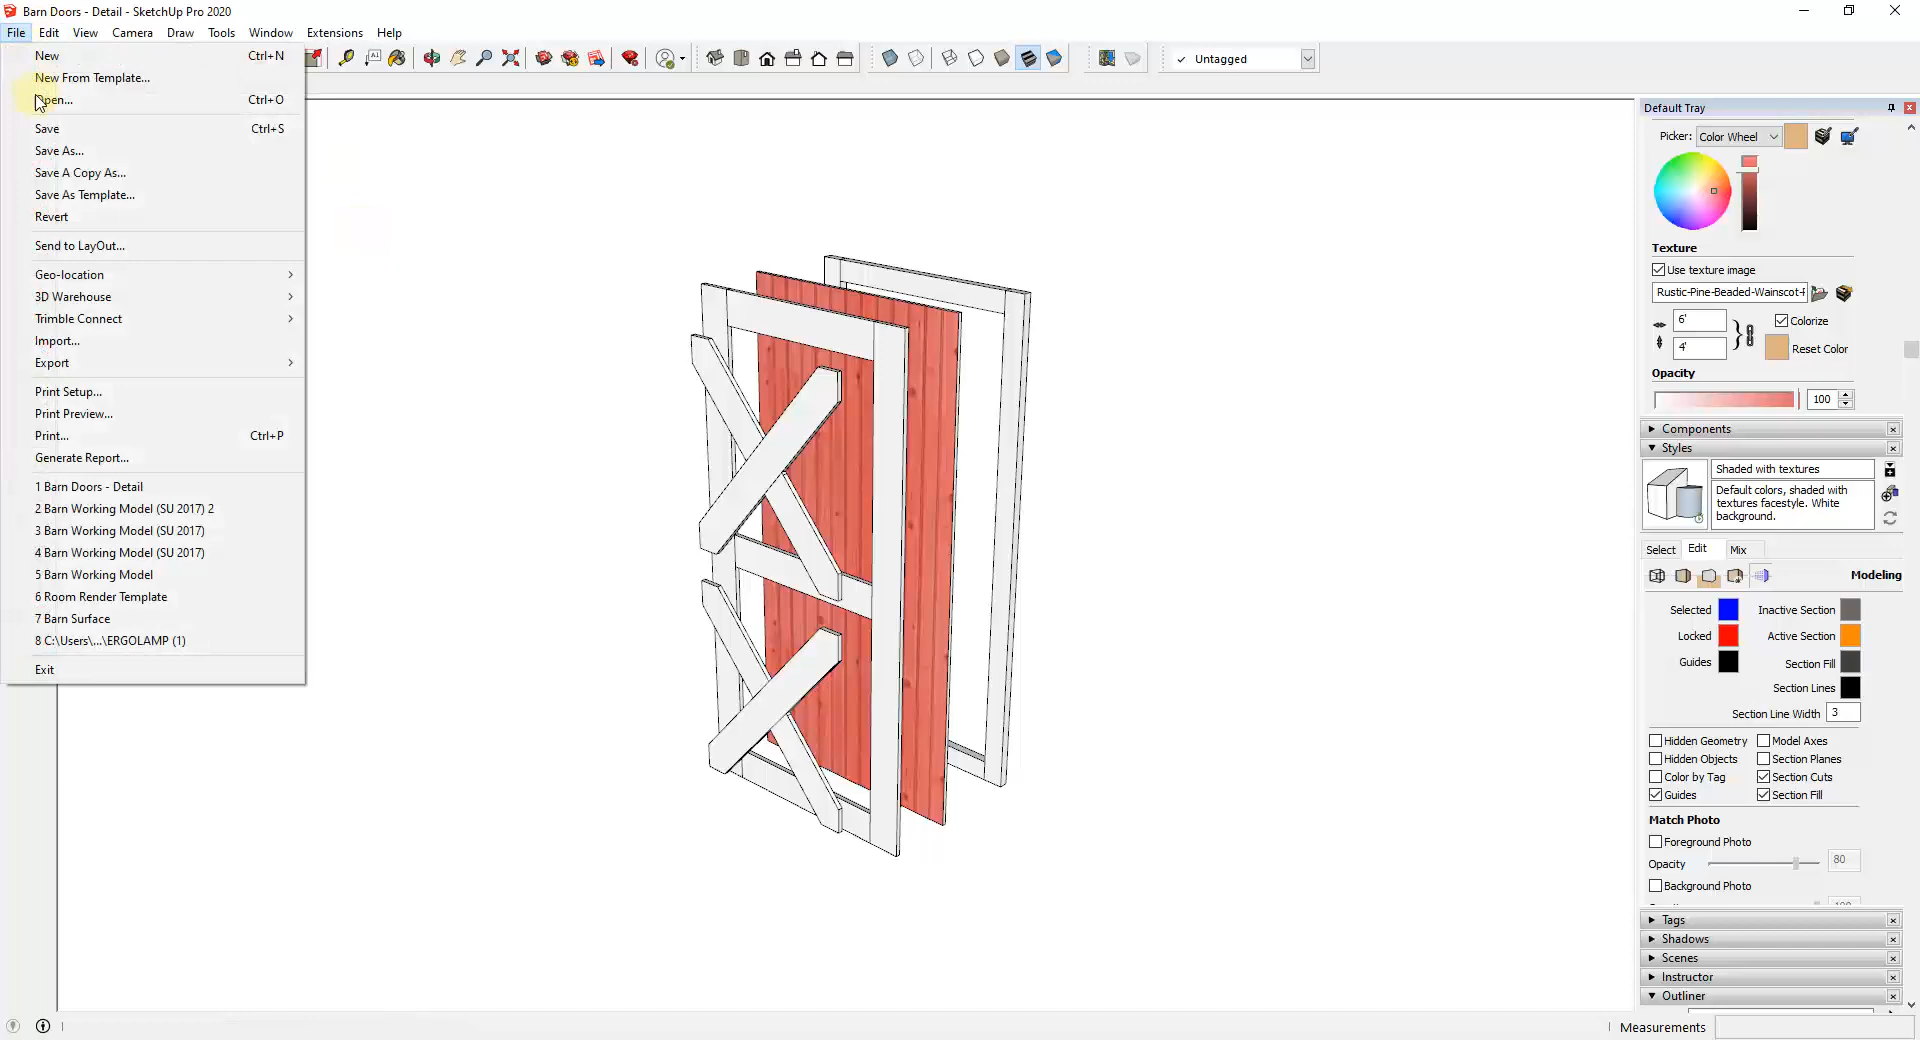 Barn Doors - Detail - SketchUp Pro 2020
File Edit View Camera Draw Tools Window Extensions Help
New Ctrl+N
New From Template...
Open... Ctrl+O
Save Ctrl+S
Save As...
Save A Copy As...
Save As Template...
Revert
Send to LayOut...
Geo-location
3D Warehouse
Trimble Connect
Import...
Export
Print Setup...
Print Preview...
Print... Ctrl+P
Generate Report...
1 Barn Doors - Detail
2 Barn Working Model (SU 2017) 2
3 Barn Working Model (SU 2017)
4 Barn Working Model (SU 2017)
5 Barn Working Model
6 Room Render Template
7 Barn Surface
8 C:\Users\...\ERGOLAMP (1)
Exit
Untagged
Default Tray
Picker: Color Wheel
Texture
Use texture image
Rustic-Pine-Beaded-Wainscot-F
6'
Colorize
4'
Reset Color
Opacity
100
Components
Styles
Shaded with textures
Default colors, shaded with
textures facestyle. White
background.
Select Edit Mix
Modeling
Selected Inactive Section
Locked Active Section
Guides Section Fill
Section Lines
Section Line Width 3
Hidden Geometry Model Axes
Hidden Objects Section Planes
Color by Tag Section Cuts
Guides Section Fill
Match Photo
Foreground Photo
Opacity 80
Background Photo
Tags
Shadows
Scenes
Instructor
Outliner
Measurements